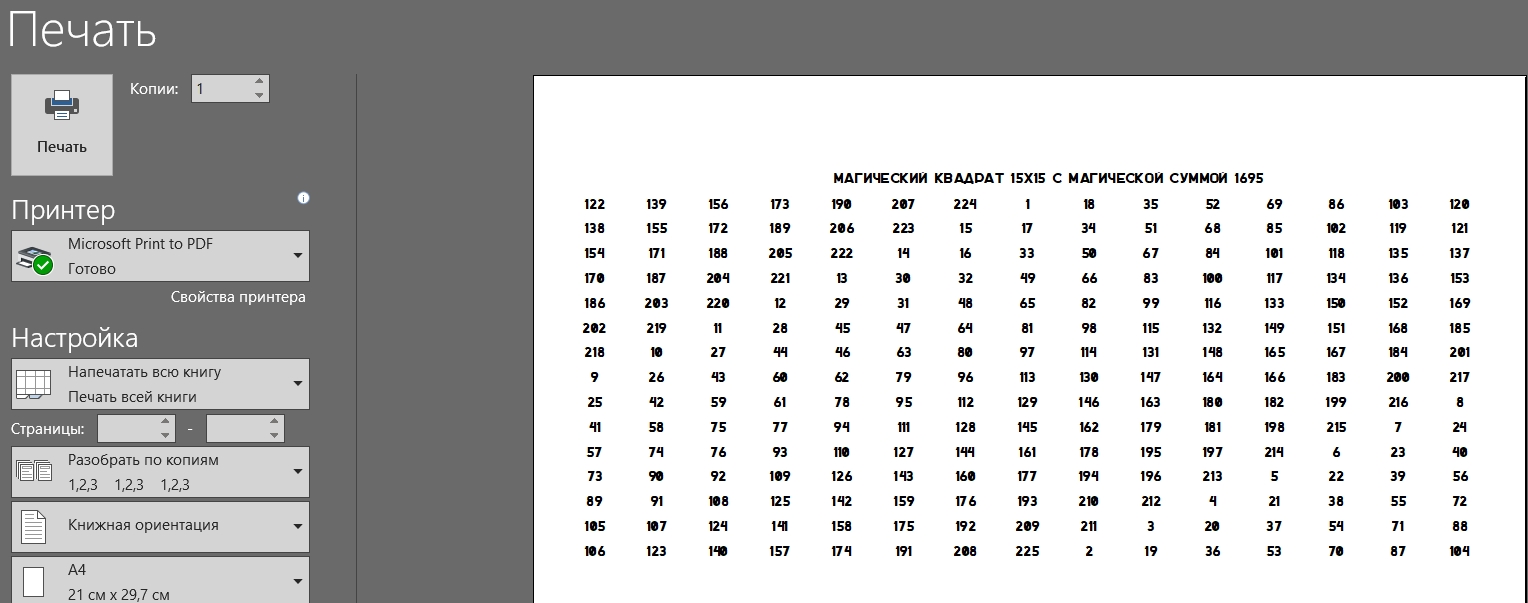 Печать
Копии: 1
Печать
Принтер
Microsoft Print to PDF
Готово
Свойства принтера
Настройка
Напечатать всю книгу
Печать всей книги
Страницы: -
Разобрать по копиям
1,2,3 1,2,3 1,2,3
Книжная ориентация
A4
21 см x 29,7 см
МАГИЧЕСКИЙ КВАДРАТ 15X15 С МАГИЧЕСКОЙ СУММОЙ 1695
122 139 156 173 190 207 224 1 18 35 52 69 86 103 120
138 155 172 189 206 223 15 17 34 51 68 85 102 119 121
154 171 188 205 222 14 16 33 50 67 84 101 118 135 137
170 187 204 221 13 30 32 49 66 83 100 117 134 136 153
186 203 220 12 29 31 48 65 82 99 116 133 150 152 169
202 219 11 28 45 47 64 81 98 115 132 149 151 168 185
218 10 27 44 46 63 80 97 114 131 148 165 167 184 201
9 26 43 60 62 79 96 113 130 147 164 166 183 200 217
25 42 59 61 78 95 112 129 146 163 180 182 199 216 8
41 58 75 77 94 111 128 145 162 179 181 198 215 7 24
57 74 76 93 110 127 144 161 178 195 197 214 6 23 40
73 90 92 109 126 143 160 177 194 196 213 5 22 39 56
89 91 108 125 142 159 176 193 210 212 4 21 38 55 72
105 107 124 141 158 175 192 209 211 3 20 37 54 71 88
106 123 140 157 174 191 208 225 2 19 36 53 70 87 104